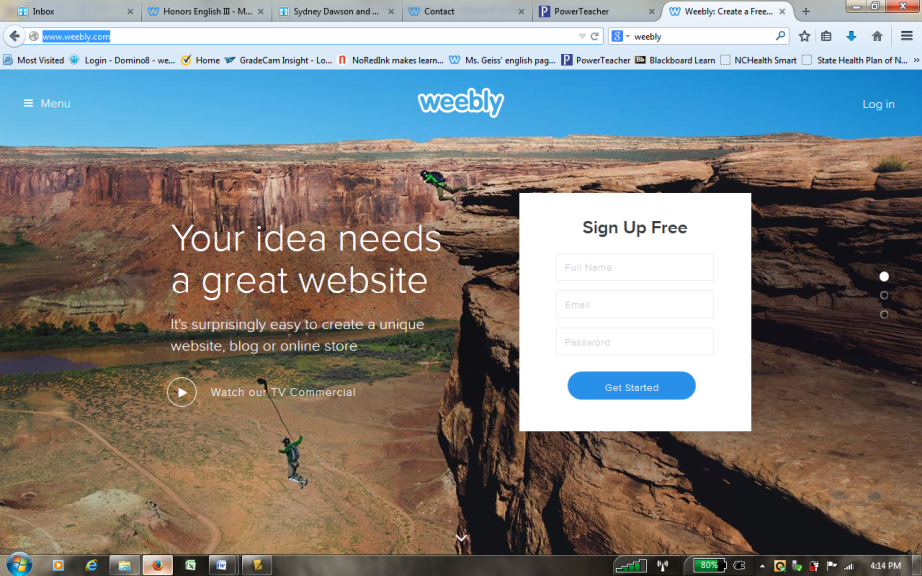 Inbox
Honors English III - M...
Sydney Dawson and ...
Contact
PowerTeacher
Weebly: Create a Free...
www.weebly.com
weebly
Most Visited
Login - Domino8 - we...
Home
GradeCam Insight - Lo...
NoRedInk makes learn...
Ms. Geiss' english pag...
PowerTeacher
Blackboard Learn
NCHealth Smart
State Health Plan of N...
Menu
weebly
Log in
Your idea needs
a great website
It's surprisingly easy to create a unique
website, blog or online store
Watch our TV Commercial
Sign Up Free
Full Name
Email
Password
Get Started
80%
4:14 PM